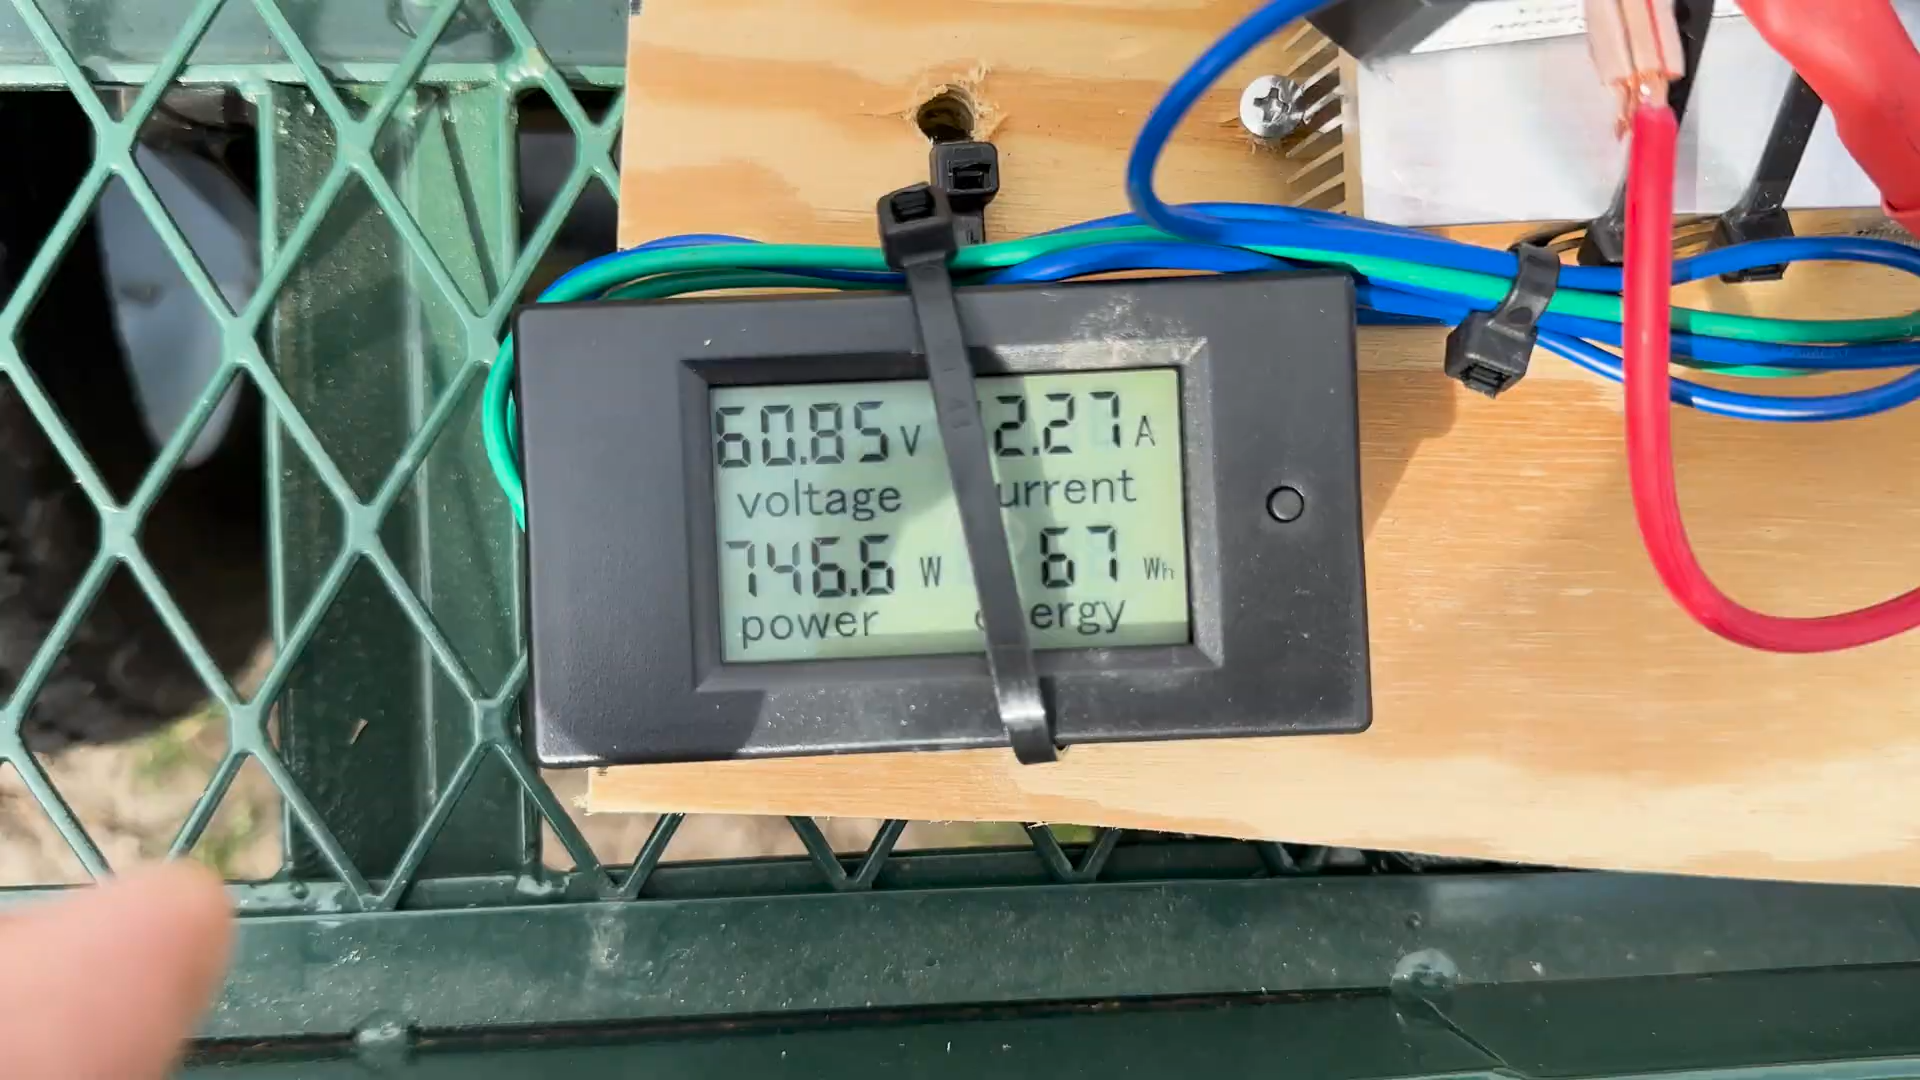 60.85 V 2.27 A
voltage urrent
746.6 W 67 Wh
power ergy